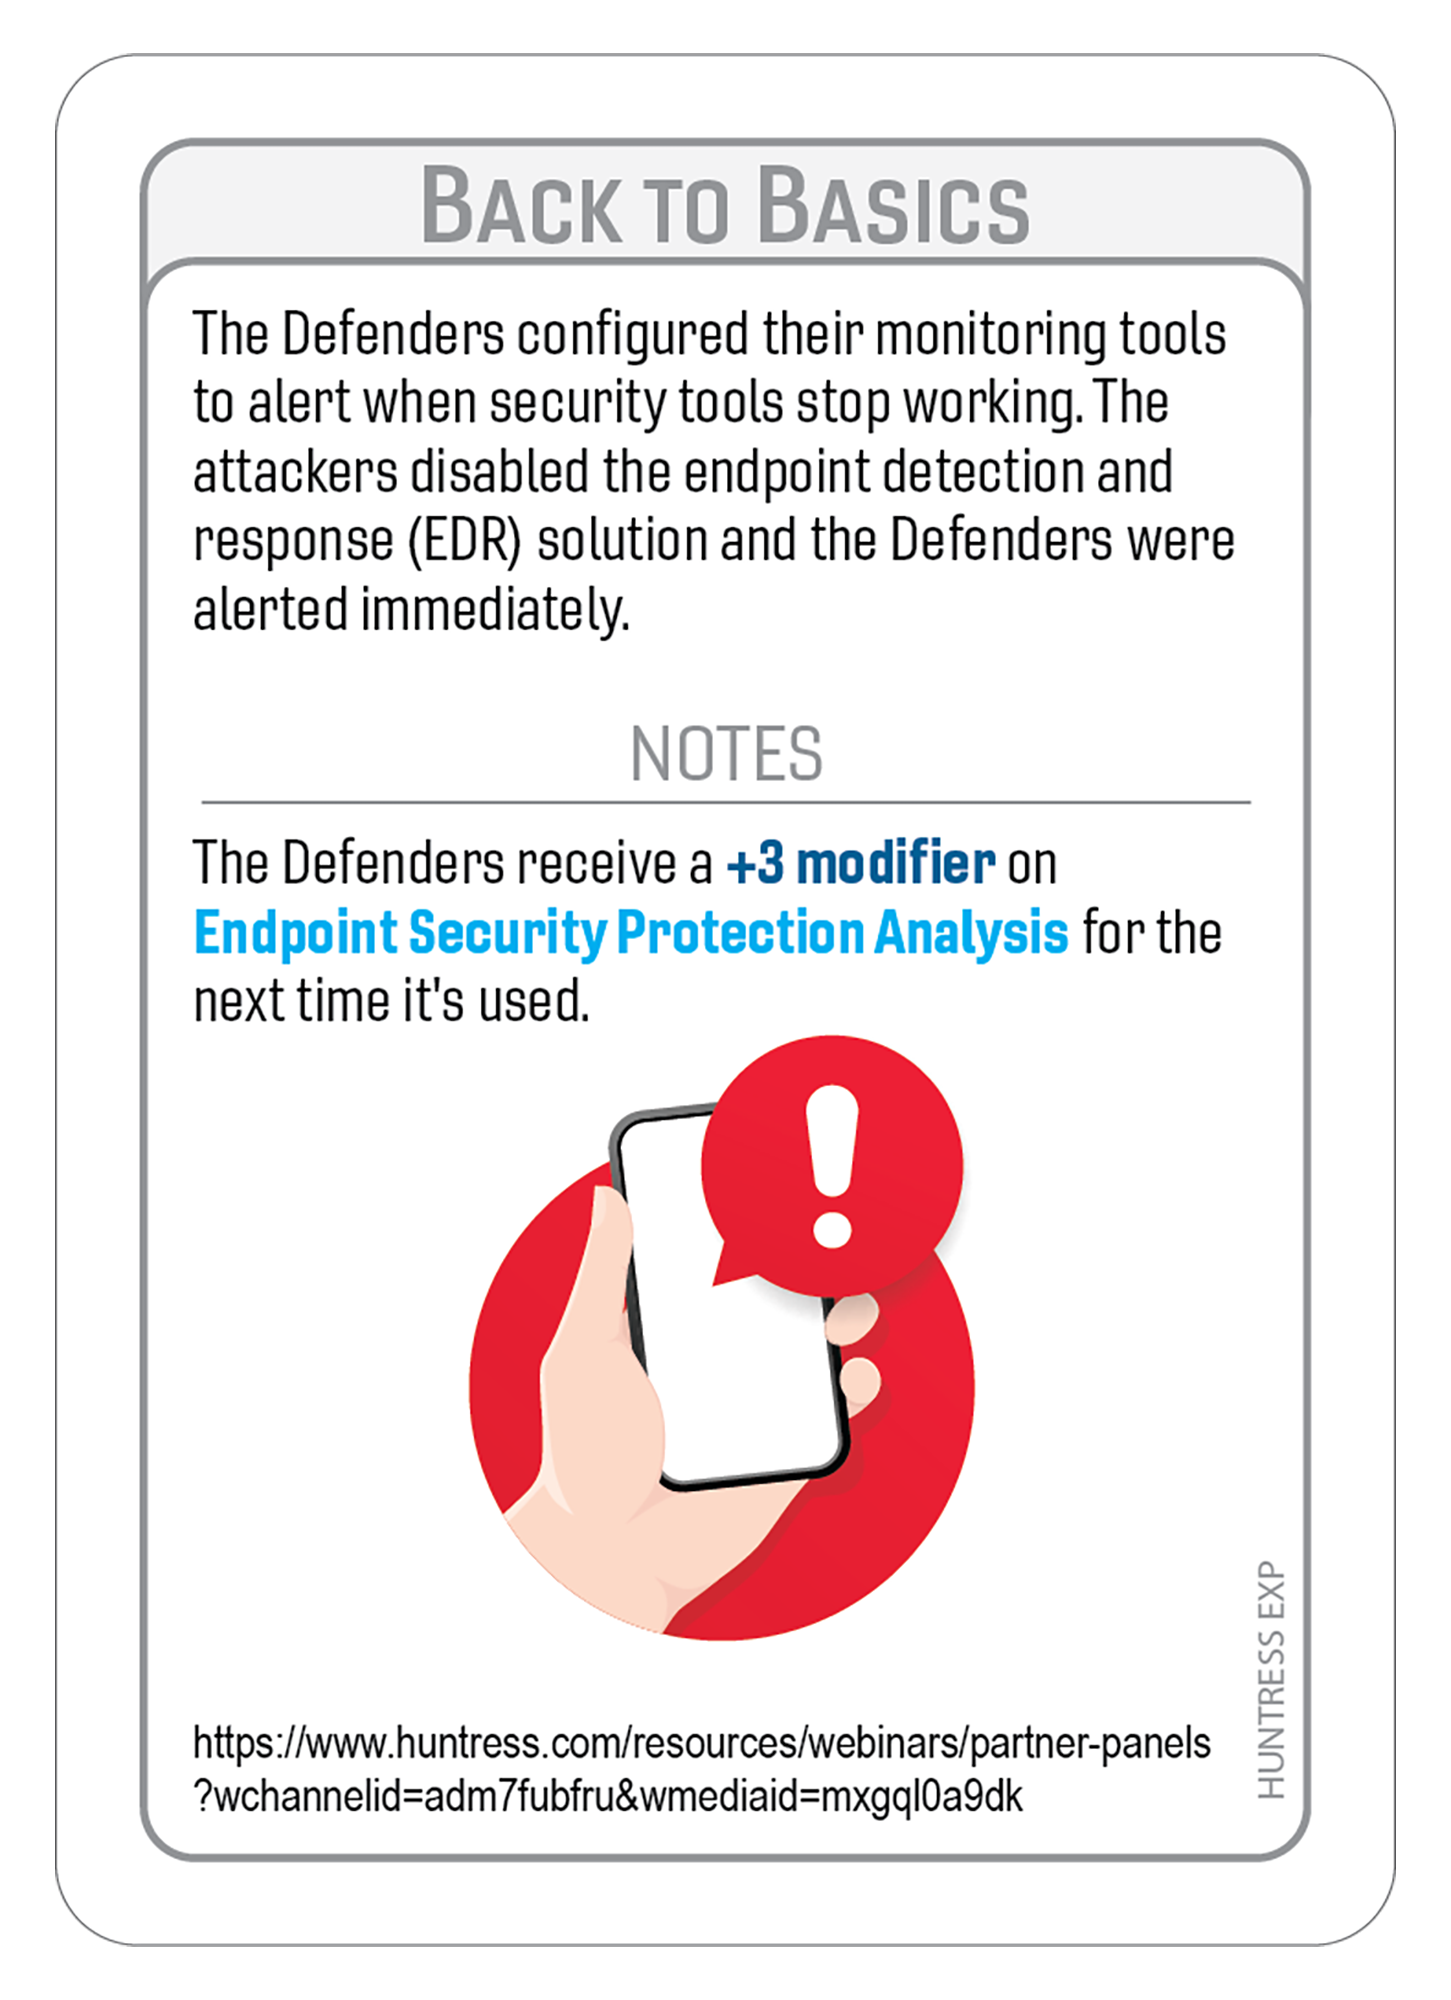 BACK TO BASICS
The Defenders configured their monitoring tools
to alert when security tools stop working. The
attackers disabled the endpoint detection and
response (EDR) solution and the Defenders were
alerted immediately.
NOTES
The Defenders receive a +3 modifier on
Endpoint Security Protection Analysis for the
next time it's used.
!
https://www.huntress.com/resources/webinars/partner-panels
?wchannelid=adm7fubfru&wmediaid=mxgql0a9dk
HUNTRESS EXP